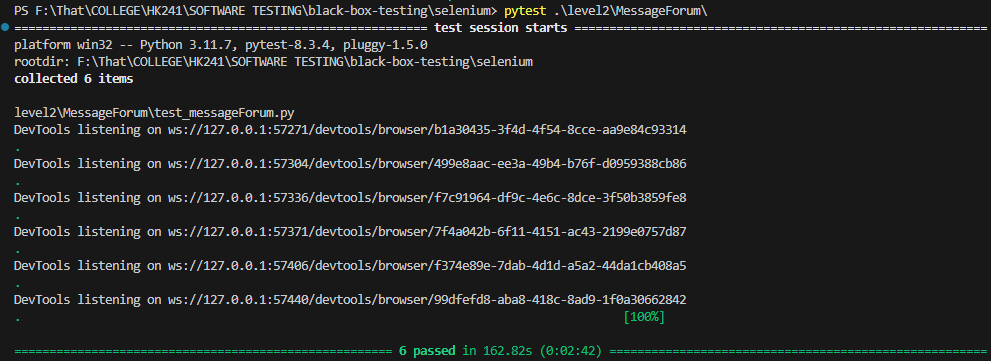 PS F:\That\COLLEGE\HK241\SOFTWARE TESTING\black-box-testing\selenium> pytest .\level2\MessageForum\
================================================= test session starts =================================================
platform win32 -- Python 3.11.7, pytest-8.3.4, pluggy-1.5.0
rootdir: F:\That\COLLEGE\HK241\SOFTWARE TESTING\black-box-testing\selenium
collected 6 items

level2\MessageForum\test_messageForum.py
DevTools listening on ws://127.0.0.1:57271/devtools/browser/b1a30435-3f4d-4f54-8cce-aa9e84c93314
.
DevTools listening on ws://127.0.0.1:57304/devtools/browser/499e8aac-ee3a-49b4-b76f-d0959388cb86
.
DevTools listening on ws://127.0.0.1:57336/devtools/browser/f7c91964-df9c-4e6c-8dce-3f50b3859fe8
.
DevTools listening on ws://127.0.0.1:57371/devtools/browser/7f4a042b-6f11-4151-ac43-2199e0757d87
.
DevTools listening on ws://127.0.0.1:57406/devtools/browser/f374e89e-7dab-4d1d-a5a2-44da1cb408a5
.
DevTools listening on ws://127.0.0.1:57440/devtools/browser/99dfefd8-aba8-418c-8ad9-1f0a30662842
. [100%]

============================================= 6 passed in 162.82s (0:02:42) =============================================